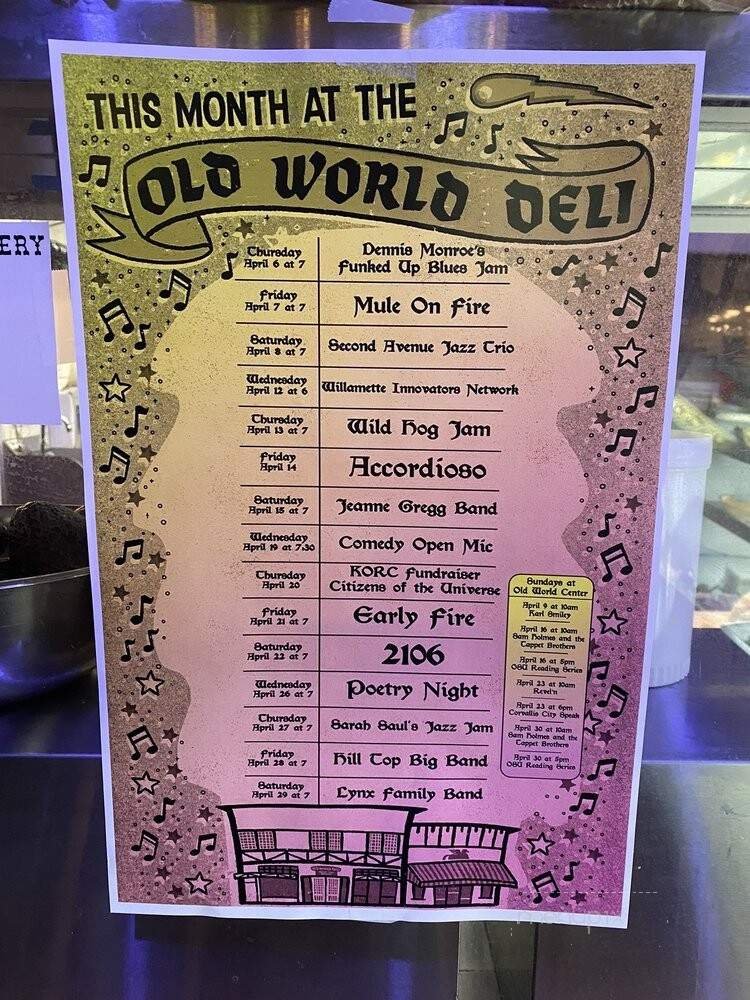 THIS MONTH AT THE
OLD WORLD DELI
ERY
Thursday
April 6 at 7
Dennis Monroe's
Funked Up Blues Jam
Friday
April 7 at 7
Mule On Fire
Saturday
April 8 at 7
Second Avenue Jazz Trio
Wednesday
April 12 at 6
Willamette Innovators Network
Thursday
April 13 at 7
Wild Hog Jam
Friday
April 14
Accordioso
Saturday
April 15 at 7
Jeanne Gregg Band
Wednesday
April 19 at 7:30
Comedy Open Mic
Thursday
April 20
KORC Fundraiser
Citizens of the Universe
Friday
April 21 at 7
Early Fire
Saturday
April 22 at 7
2106
Wednesday
April 26 at 7
Poetry Night
Thursday
April 27 at 7
Sarah Saul's Jazz Jam
Friday
April 28 at 7
Hill Top Big Band
Saturday
April 29 at 7
Lynx Family Band
Sundays at
Old World Center
April 9 at 10am
Karl Smiley
April 16 at 10am
Sam Holmes and the
Tappet Brothers
April 16 at 5pm
OSU Reading Series
April 23 at 10am
Revel'n
April 23 at 6pm
Corvallis City Speak
April 30 at 10am
Sam Holmes and the
Tappet Brothers
April 30 at 5pm
OSU Reading Series